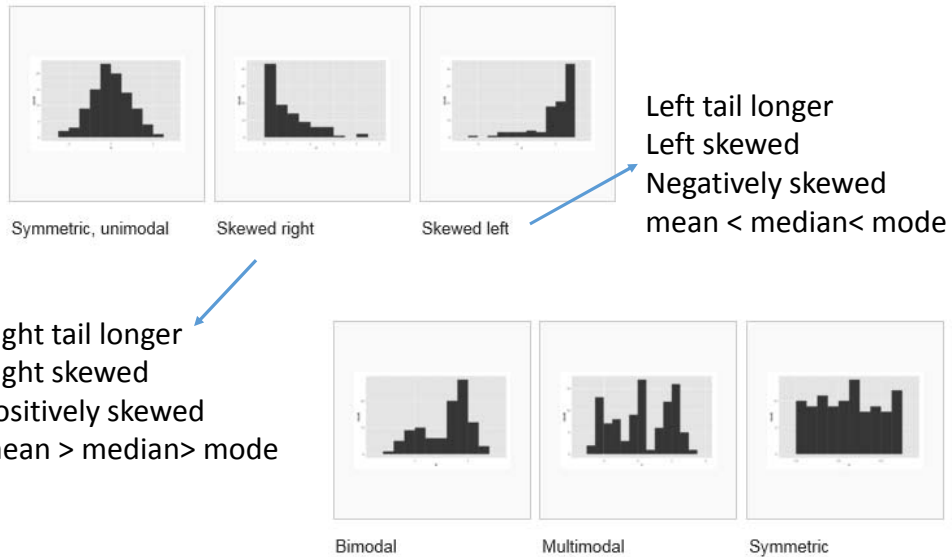 Left tail longer
Left skewed
Negatively skewed
mean < median< mode
Symmetric, unimodal
Skewed right
Skewed left
ght tail longer
ght skewed
ositively skewed
ean > median> mode
Bimodal
Multimodal
Symmetric